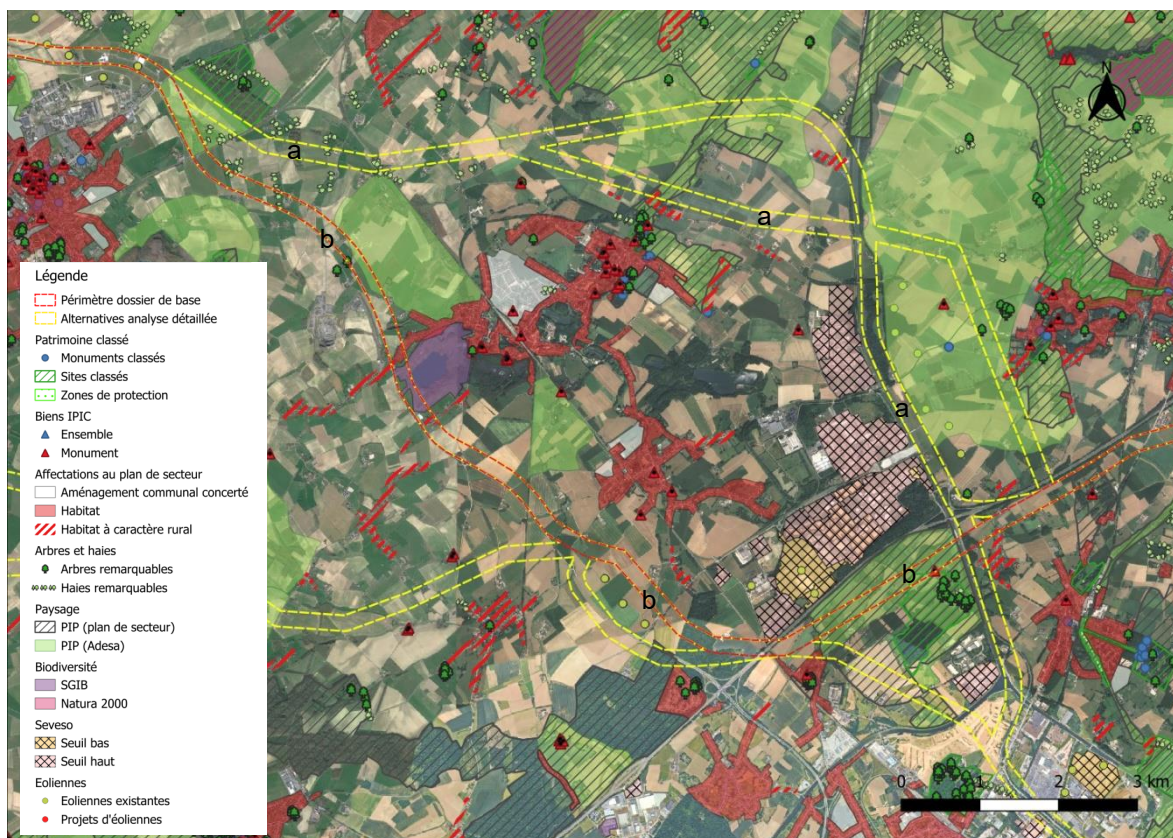 N
a
a
b
a
b
b
Légende
Périmètre dossier de base
Alternatives analyse détaillée
Patrimoine classé
Monuments classés
Sites classés
Zones de protection
Biens IPIC
Ensemble
Monument
Affectations au plan de secteur
Aménagement communal concerté
Habitat
Habitat à caractère rural
Arbres et haies
Arbres remarquables
Haies remarquables
Paysage
PIP (plan de secteur)
PIP (Adesa)
Biodiversité
SGIB
Natura 2000
Seveso
Seuil bas
Seuil haut
Eoliennes
Eoliennes existantes
Projets d'éoliennes
0 1 2 3 km